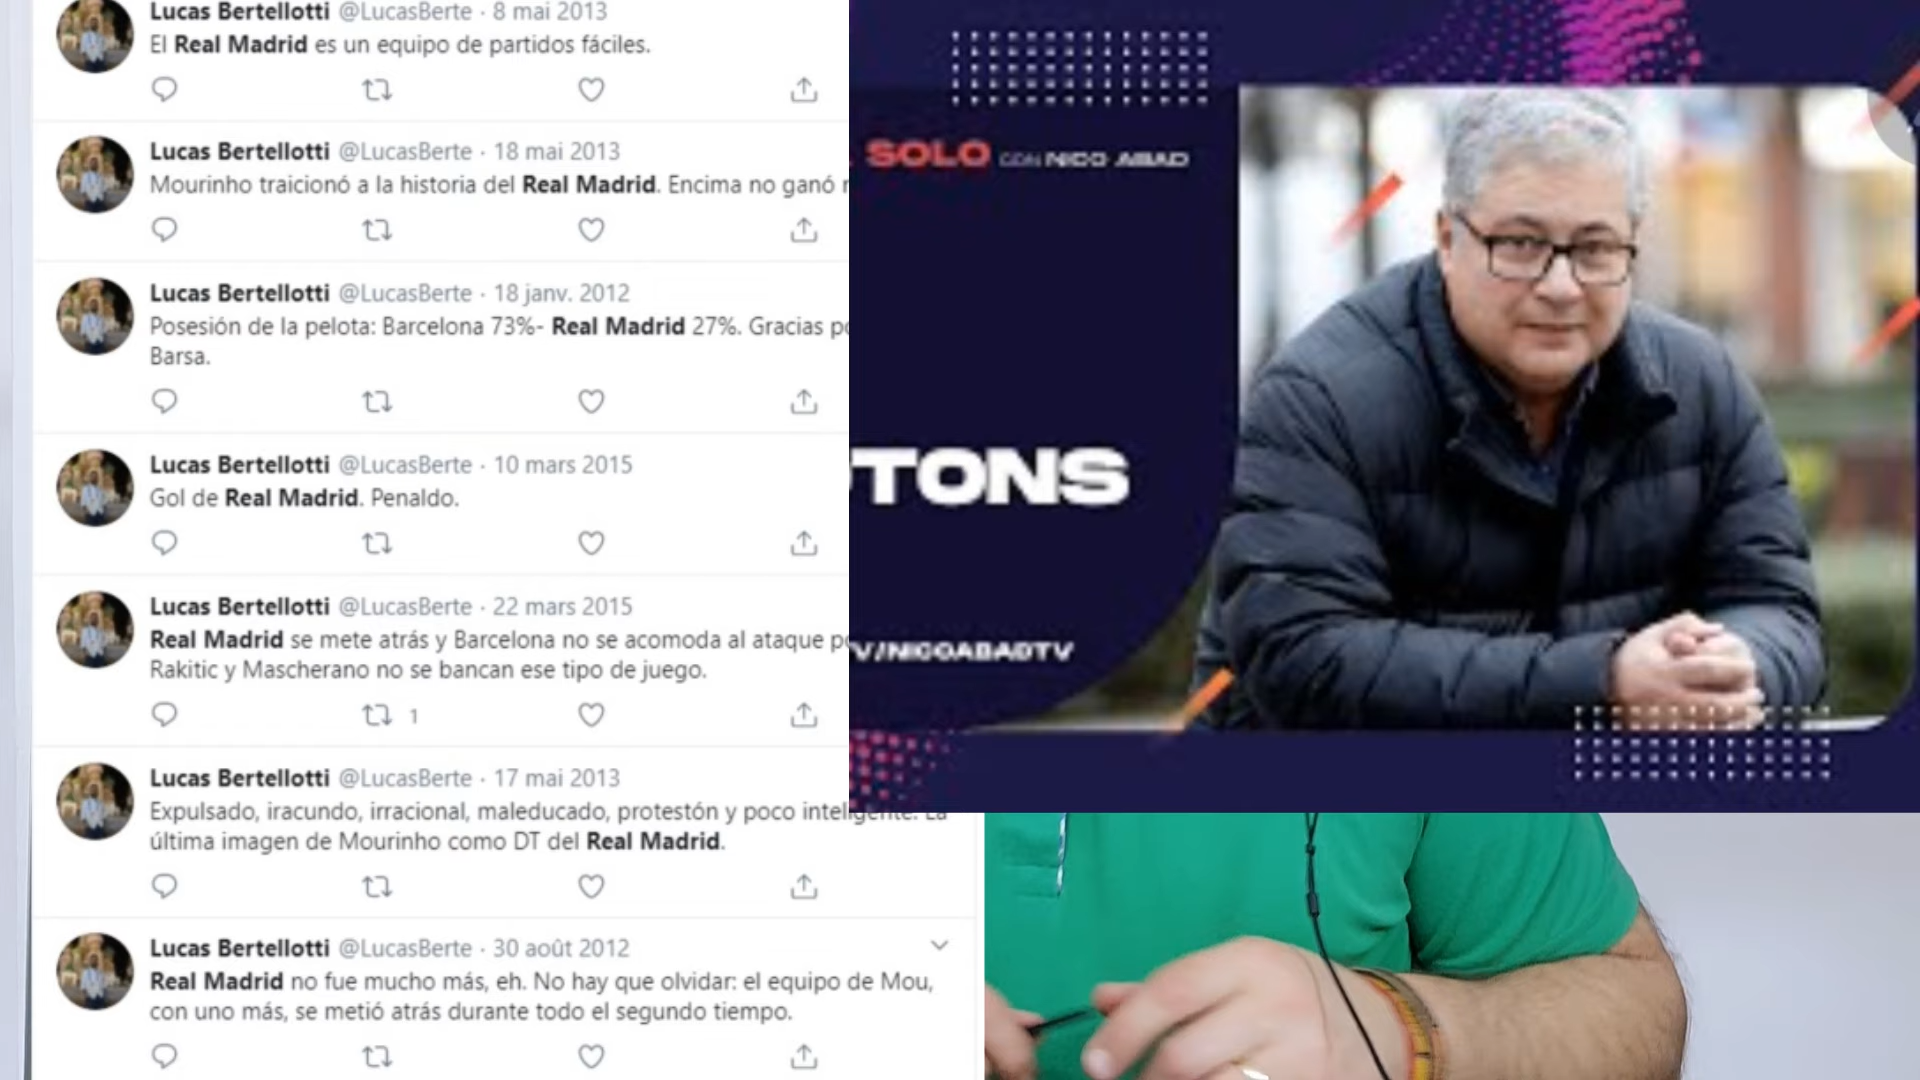 Lucas Bertellotti @LucasBerte · 8 mai 2013
El Real Madrid es un equipo de partidos fáciles.
Lucas Bertellotti @LucasBerte · 18 mai 2013
Mourinho traicionó a la historia del Real Madrid. Encima no ganó
Lucas Bertellotti @LucasBerte · 18 janv. 2012
Posesión de la pelota: Barcelona 73%- Real Madrid 27%. Gracias
Barsa.
Lucas Bertellotti @LucasBerte · 10 mars 2015
Gol de Real Madrid. Penaldo.
Lucas Bertellotti @LucasBerte · 22 mars 2015
Real Madrid se mete atrás y Barcelona no se acomoda al ataque
Rakitic y Mascherano no se bancan ese tipo de juego.
1
Lucas Bertellotti @LucasBerte · 17 mai 2013
Expulsado, iracundo, irracional, maleducado, protestón y poco inteligente. La
última imagen de Mourinho como DT del Real Madrid.
Lucas Bertellotti @LucasBerte · 30 août 2012
Real Madrid no fue mucho más, eh. No hay que olvidar: el equipo de Mou,
con uno más, se metió atrás durante todo el segundo tiempo.
SOLO CON NICO ABAD
TONS
V/NICOABADTV